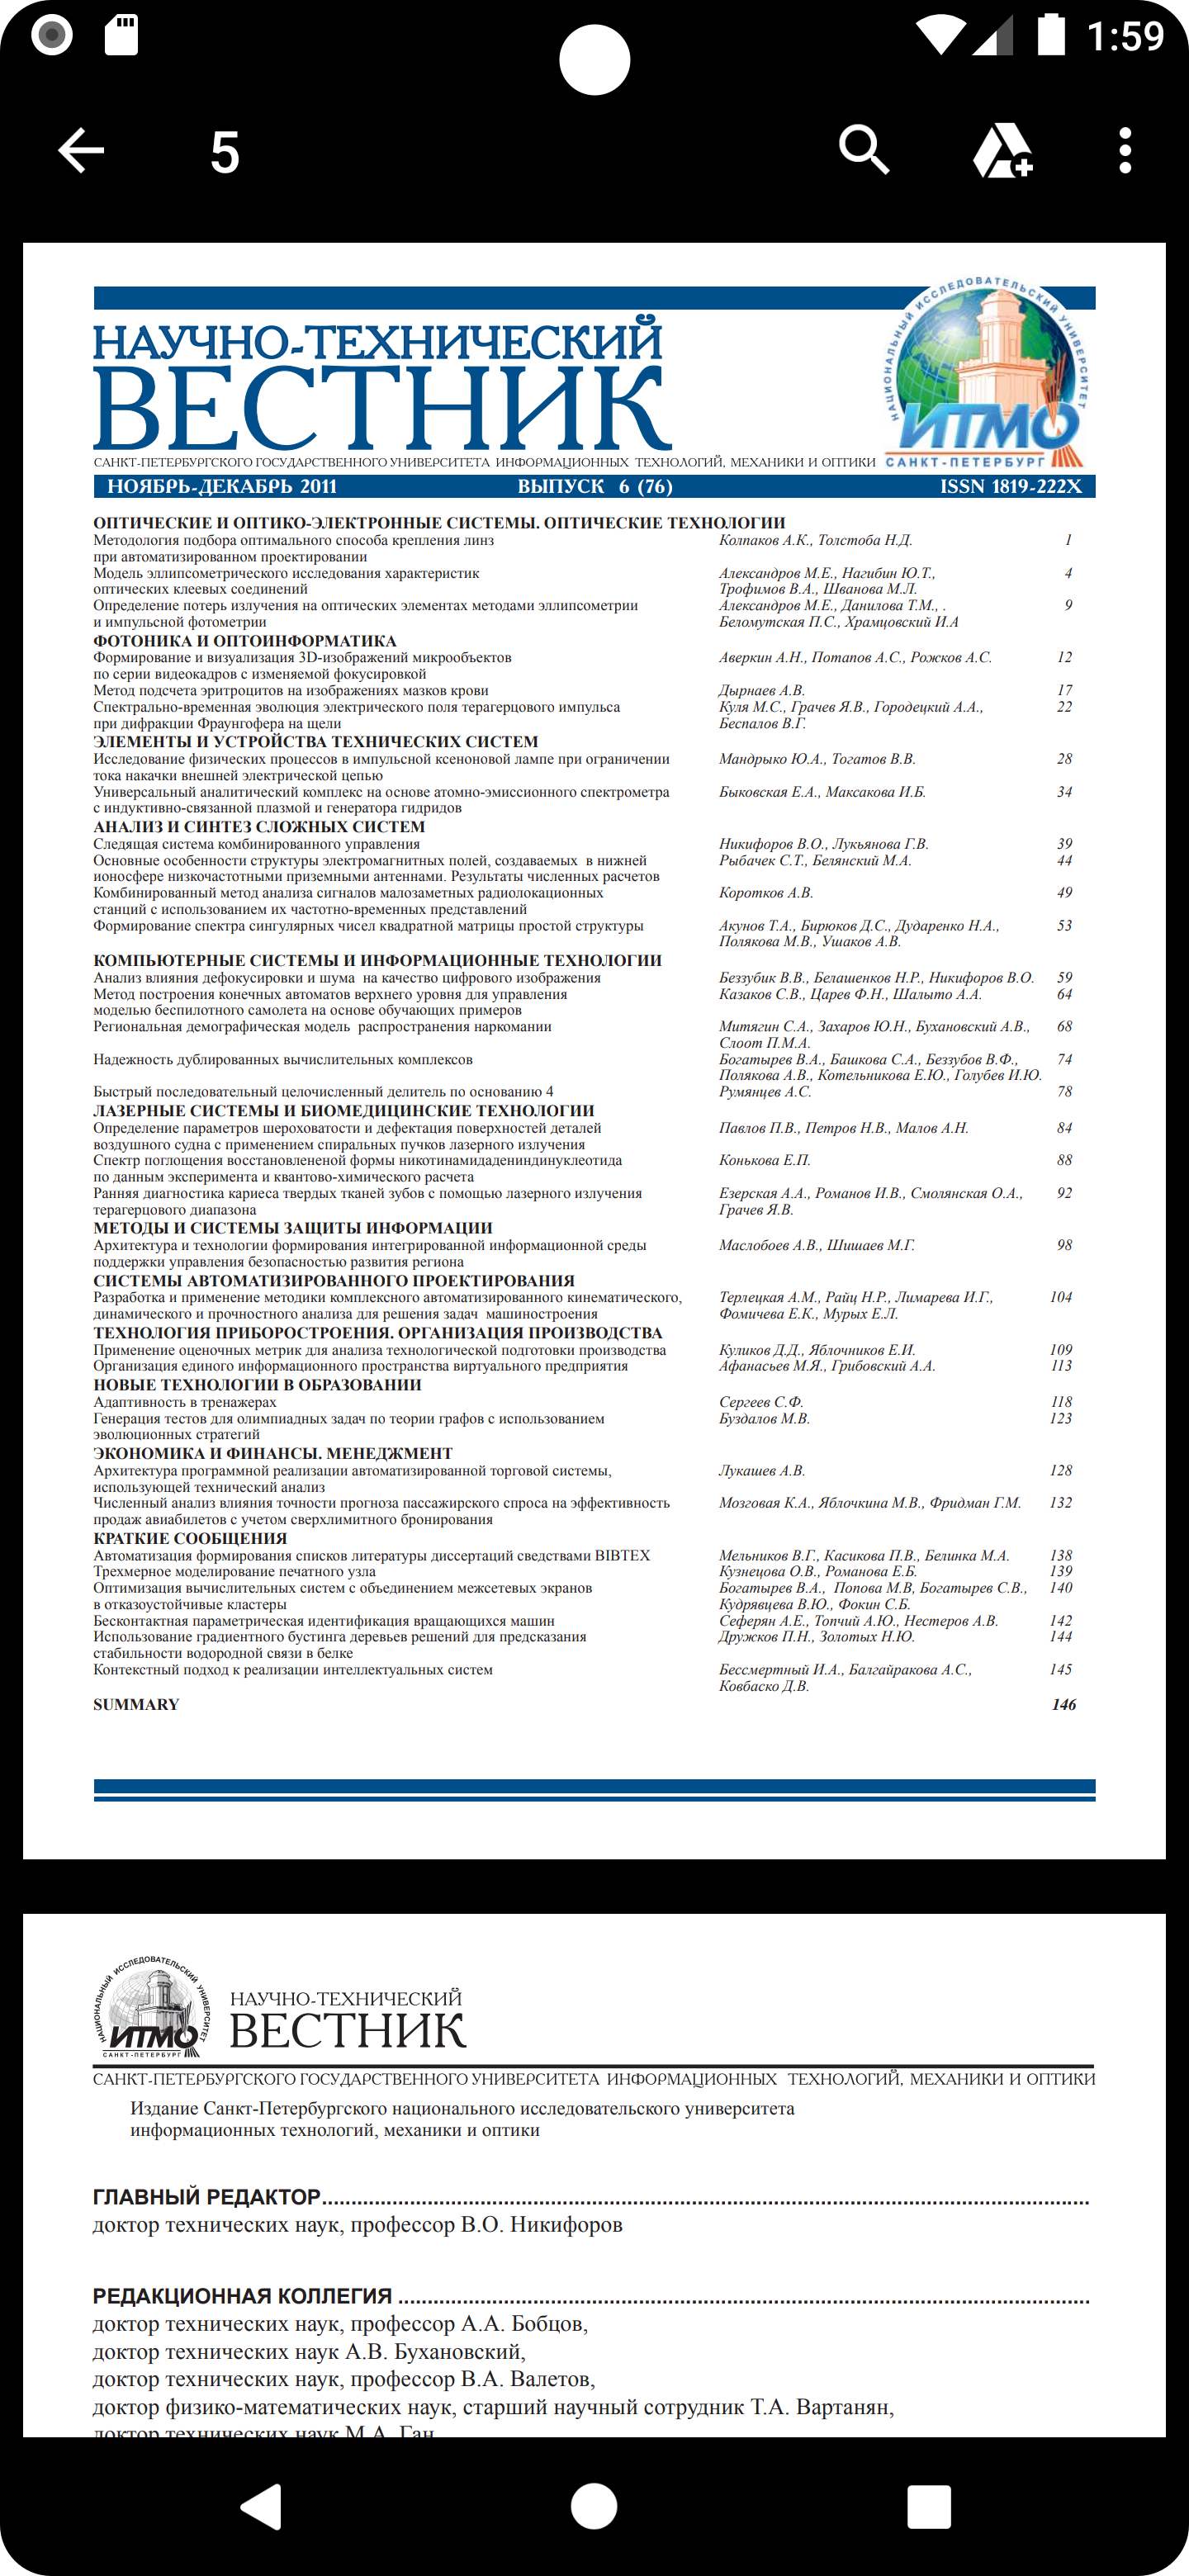 1:59
5
НАУЧНО-ТЕХНИЧЕСКИЙ
ВЕСТНИК
НАЦИОНАЛЬНЫЙ ИССЛЕДОВАТЕЛЬСКИЙ УНИВЕРСИТЕТ
ИТМО
САНКТ-ПЕТЕРБУРГ
САНКТ-ПЕТЕРБУРГСКОГО ГОСУДАРСТВЕННОГО УНИВЕРСИТЕТА ИНФОРМАЦИОННЫХ ТЕХНОЛОГИЙ, МЕХАНИКИ И ОПТИКИ
НОЯБРЬ-ДЕКАБРЬ 2011 ВЫПУСК 6 (76) ISSN 1819-222X
ОПТИЧЕСКИЕ И ОПТИКО-ЭЛЕКТРОННЫЕ СИСТЕМЫ. ОПТИЧЕСКИЕ ТЕХНОЛОГИИ
Методология подбора оптимального способа крепления линз Колпаков А.К., Толстоба Н.Д. 1
при автоматизированном проектировании
Модель эллипсометрического исследования характеристик Александров М.Е., Нагибин Ю.Т., 4
оптических клеевых соединений Трофимов В.А., Шванова М.Л.
Определение потерь излучения на оптических элементах методами эллипсометрии Александров М.Е., Данилова Т.М., . 9
и импульсной фотометрии Беломутская П.С., Храмцовский И.А
ФОТОНИКА И ОПТОИНФОРМАТИКА
Формирование и визуализация 3D-изображений микрообъектов Аверкин А.Н., Потапов А.С., Рожков А.С. 12
по серии видеокадров с изменяемой фокусировкой
Метод подсчета эритроцитов на изображениях мазков крови Дырнаев А.В. 17
Спектрально-временная эволюция электрического поля терагерцового импульса Куля М.С., Грачев Я.В., Городецкий А.А., 22
при дифракции Фраунгофера на щели Беспалов В.Г.
ЭЛЕМЕНТЫ И УСТРОЙСТВА ТЕХНИЧЕСКИХ СИСТЕМ
Исследование физических процессов в импульсной ксеноновой лампе при ограничении Мандрыко Ю.А., Тогатов В.В. 28
тока накачки внешней электрической цепью
Универсальный аналитический комплекс на основе атомно-эмиссионного спектрометра Быковская Е.А., Максакова И.Б. 34
с индуктивно-связанной плазмой и генератора гидридов
АНАЛИЗ И СИНТЕЗ СЛОЖНЫХ СИСТЕМ
Следящая система комбинированного управления Никифоров В.О., Лукьянова Г.В. 39
Основные особенности структуры электромагнитных полей, создаваемых в нижней Рыбачек С.Т., Белянский М.А. 44
ионосфере низкочастотными приземными антеннами. Результаты численных расчетов
Комбинированный метод анализа сигналов малозаметных радиолокационных Коротков А.В. 49
станций с использованием их частотно-временных представлений
Формирование спектра сингулярных чисел квадратной матрицы простой структуры Акунов Т.А., Бирюков Д.С., Дударенко Н.А., 53
Полякова М.В., Ушаков А.В.
КОМПЬЮТЕРНЫЕ СИСТЕМЫ И ИНФОРМАЦИОННЫЕ ТЕХНОЛОГИИ
Анализ влияния дефокусировки и шума на качество цифрового изображения Беззубик В.В., Белашенков Н.Р., Никифоров В.О. 59
Метод построения конечных автоматов верхнего уровня для управления Казаков С.В., Царев Ф.Н., Шалыто А.А. 64
моделью беспилотного самолета на основе обучающих примеров
Региональная демографическая модель распространения наркомании Митягин С.А., Захаров Ю.Н., Бухановский А.В., 68
Слоот П.М.А.
Надежность дублированных вычислительных комплексов Богатырев В.А., Башкова С.А., Беззубов В.Ф., 74
Полякова А.В., Котельникова Е.Ю., Голубев И.Ю.
Быстрый последовательный целочисленный делитель по основанию 4 Румянцев А.С. 78
ЛАЗЕРНЫЕ СИСТЕМЫ И БИОМЕДИЦИНСКИЕ ТЕХНОЛОГИИ
Определение параметров шероховатости и дефектация поверхностей деталей Павлов П.В., Петров Н.В., Малов А.Н. 84
воздушного судна с применением спиральных пучков лазерного излучения
Спектр поглощения восстановлененой формы никотинамидадениндинуклеотида Конькова Е.П. 88
по данным эксперимента и квантово-химического расчета
Ранняя диагностика кариеса твердых тканей зубов с помощью лазерного излучения Езерская А.А., Романов И.В., Смолянская О.А., 92
терагерцового диапазона Грачев Я.В.
МЕТОДЫ И СИСТЕМЫ ЗАЩИТЫ ИНФОРМАЦИИ
Архитектура и технологии формирования интегрированной информационной среды Маслобоев А.В., Шишаев М.Г. 98
поддержки управления безопасностью развития региона
СИСТЕМЫ АВТОМАТИЗИРОВАННОГО ПРОЕКТИРОВАНИЯ
Разработка и применение методики комплексного автоматизированного кинематического, Терлецкая А.М., Райц Н.Р., Лимарева И.Г., 104
динамического и прочностного анализа для решения задач машиностроения Фомичева Е.К., Мурых Е.Л.
ТЕХНОЛОГИЯ ПРИБОРОСТРОЕНИЯ. ОРГАНИЗАЦИЯ ПРОИЗВОДСТВА
Применение оценочных метрик для анализа технологической подготовки производства Куликов Д.Д., Яблочников Е.И. 109
Организация единого информационного пространства виртуального предприятия Афанасьев М.Я., Грибовский А.А. 113
НОВЫЕ ТЕХНОЛОГИИ В ОБРАЗОВАНИИ
Адаптивность в тренажерах Сергеев С.Ф. 118
Генерация тестов для олимпиадных задач по теории графов с использованием Буздалов М.В. 123
эволюционных стратегий
ЭКОНОМИКА И ФИНАНСЫ. МЕНЕДЖМЕНТ
Архитектура программной реализации автоматизированной торговой системы, Лукашев А.В. 128
использующей технический анализ
Численный анализ влияния точности прогноза пассажирского спроса на эффективность Мозговая К.А., Яблочкина М.В., Фридман Г.М. 132
продаж авиабилетов с учетом сверхлимитного бронирования
КРАТКИЕ СООБЩЕНИЯ
Автоматизация формирования списков литературы диссертаций сведствами BIBTEX Мельников В.Г., Касикова П.В., Белинка М.А. 138
Трехмерное моделирование печатного узла Кузнецова О.В., Романова Е.Б. 139
Оптимизация вычислительных систем с объединением межсетевых экранов Богатырев В.А., Попова М.В, Богатырев С.В., 140
в отказоустойчивые кластеры Кудрявцева В.Ю., Фокин С.Б.
Бесконтактная параметрическая идентификация вращающихся машин Сеферян А.Е., Топчий А.Ю., Нестеров А.В. 142
Использование градиентного бустинга деревьев решений для предсказания Дружков П.Н., Золотых Н.Ю. 144
стабильности водородной связи в белке
Контекстный подход к реализации интеллектуальных систем Бессмертный И.А., Балгайракова А.С., 145
Ковбаско Д.В.
SUMMARY 146
НАЦИОНАЛЬНЫЙ ИССЛЕДОВАТЕЛЬСКИЙ УНИВЕРСИТЕТ
ИТМО
САНКТ-ПЕТЕРБУРГ
НАУЧНО-ТЕХНИЧЕСКИЙ
ВЕСТНИК
САНКТ-ПЕТЕРБУРГСКОГО ГОСУДАРСТВЕННОГО УНИВЕРСИТЕТА ИНФОРМАЦИОННЫХ ТЕХНОЛОГИЙ, МЕХАНИКИ И ОПТИКИ
Издание Санкт-Петербургского национального исследовательского университета
информационных технологий, механики и оптики
ГЛАВНЫЙ РЕДАКТОР
доктор технических наук, профессор В.О. Никифоров
РЕДАКЦИОННАЯ КОЛЛЕГИЯ
доктор технических наук, профессор А.А. Бобцов,
доктор технических наук А.В. Бухановский,
доктор технических наук, профессор В.А. Валетов,
доктор физико-математических наук, старший научный сотрудник Т.А. Вартанян,
доктор технических наук М.А. Ган